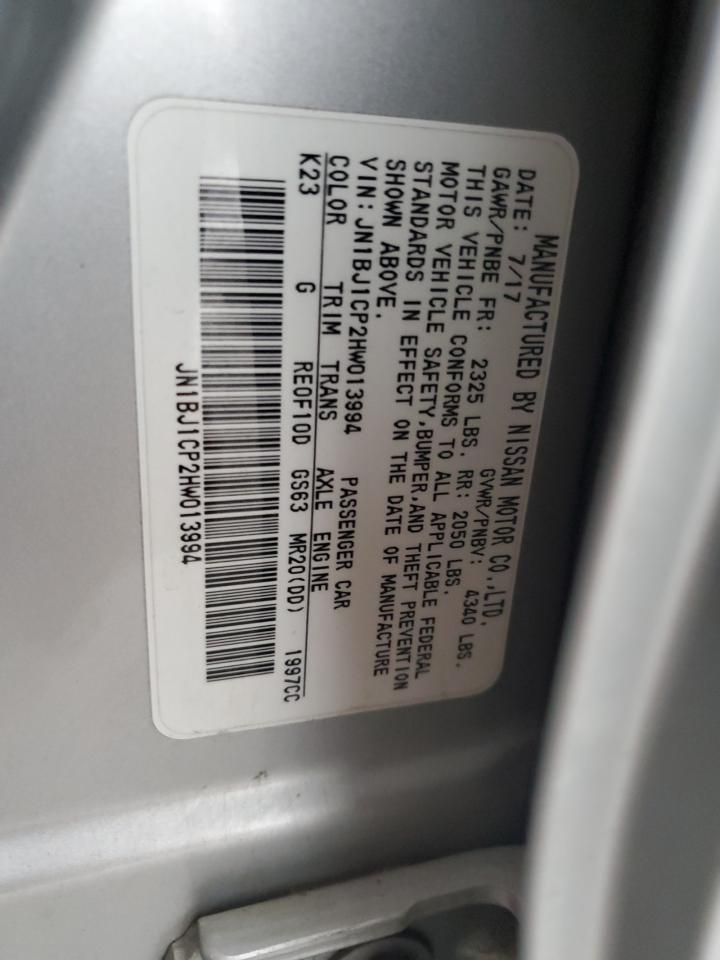 MANUFACTURED BY NISSAN MOTOR CO.,LTD.
DATE: 7/17 GVWR/PNBV: 4340 LBS.
GAWR/PNBE FR: 2325 LBS. RR: 2050 LBS.
THIS VEHICLE CONFORMS TO ALL APPLICABLE FEDERAL
MOTOR VEHICLE SAFETY,BUMPER,AND THEFT PREVENTION
STANDARDS IN EFFECT ON THE DATE OF MANUFACTURE
SHOWN ABOVE.
VIN: JN1BJ1CP2HW013994 PASSENGER CAR
COLOR TRIM TRANS AXLE ENGINE
K23 G RE0F10D GS63 MR20(DD) 1997CC
JN1BJ1CP2HW013994